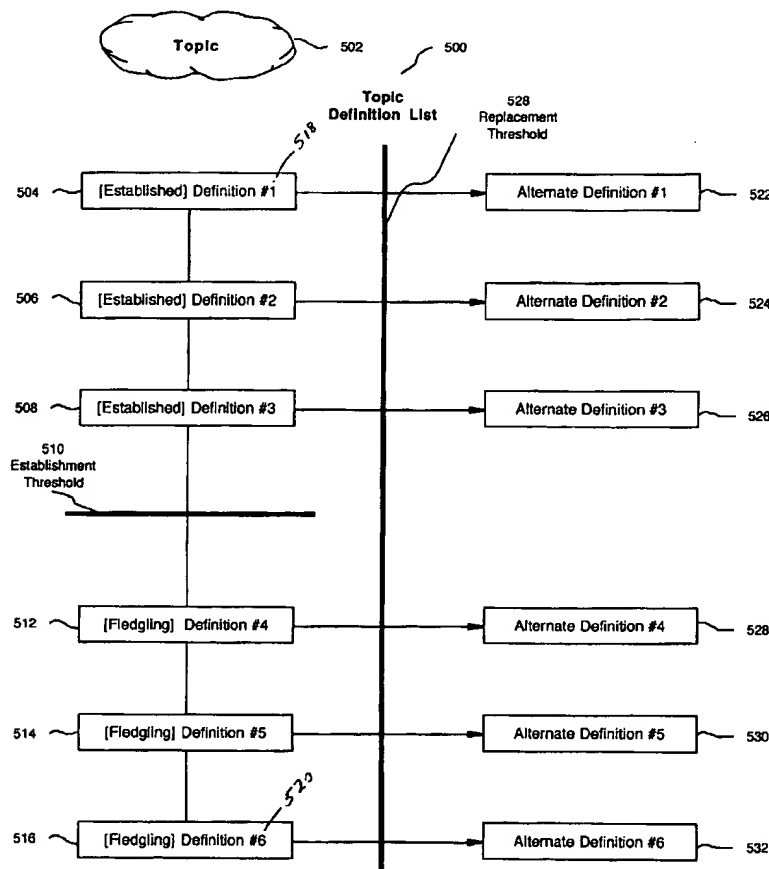 Topic
502
500
Topic
Definition List
528
Replacement
Threshold
518
504
[Established] Definition #1
Alternate Definition #1
522
506
[Established] Definition #2
Alternate Definition #2
524
508
[Established] Definition #3
Alternate Definition #3
526
510
Establishment
Threshold
512
[Fledgling] Definition #4
Alternate Definition #4
528
514
[Fledgling] Definition #5
Alternate Definition #5
530
520
516
[Fledgling] Definition #6
Alternate Definition #6
532